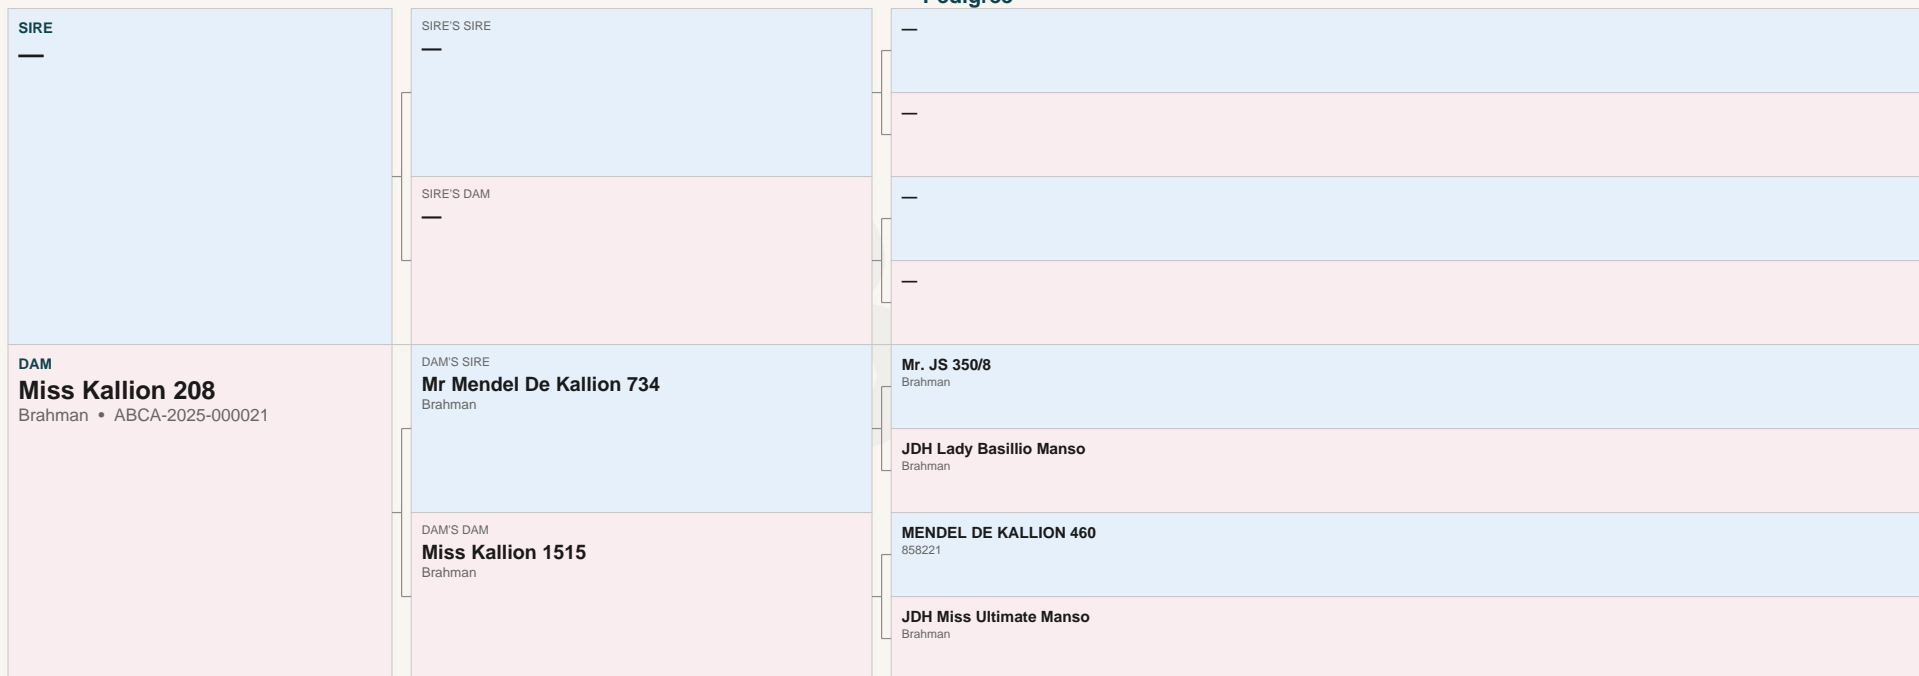 Pedigree
SIRE
—
SIRE'S SIRE
—
—
—
SIRE'S DAM
—
—
—
DAM
Miss Kallion 208
Brahman • ABCA-2025-000021
DAM'S SIRE
Mr Mendel De Kallion 734
Brahman
Mr. JS 350/8
Brahman
JDH Lady Basillio Manso
Brahman
DAM'S DAM
Miss Kallion 1515
Brahman
MENDEL DE KALLION 460
858221
JDH Miss Ultimate Manso
Brahman